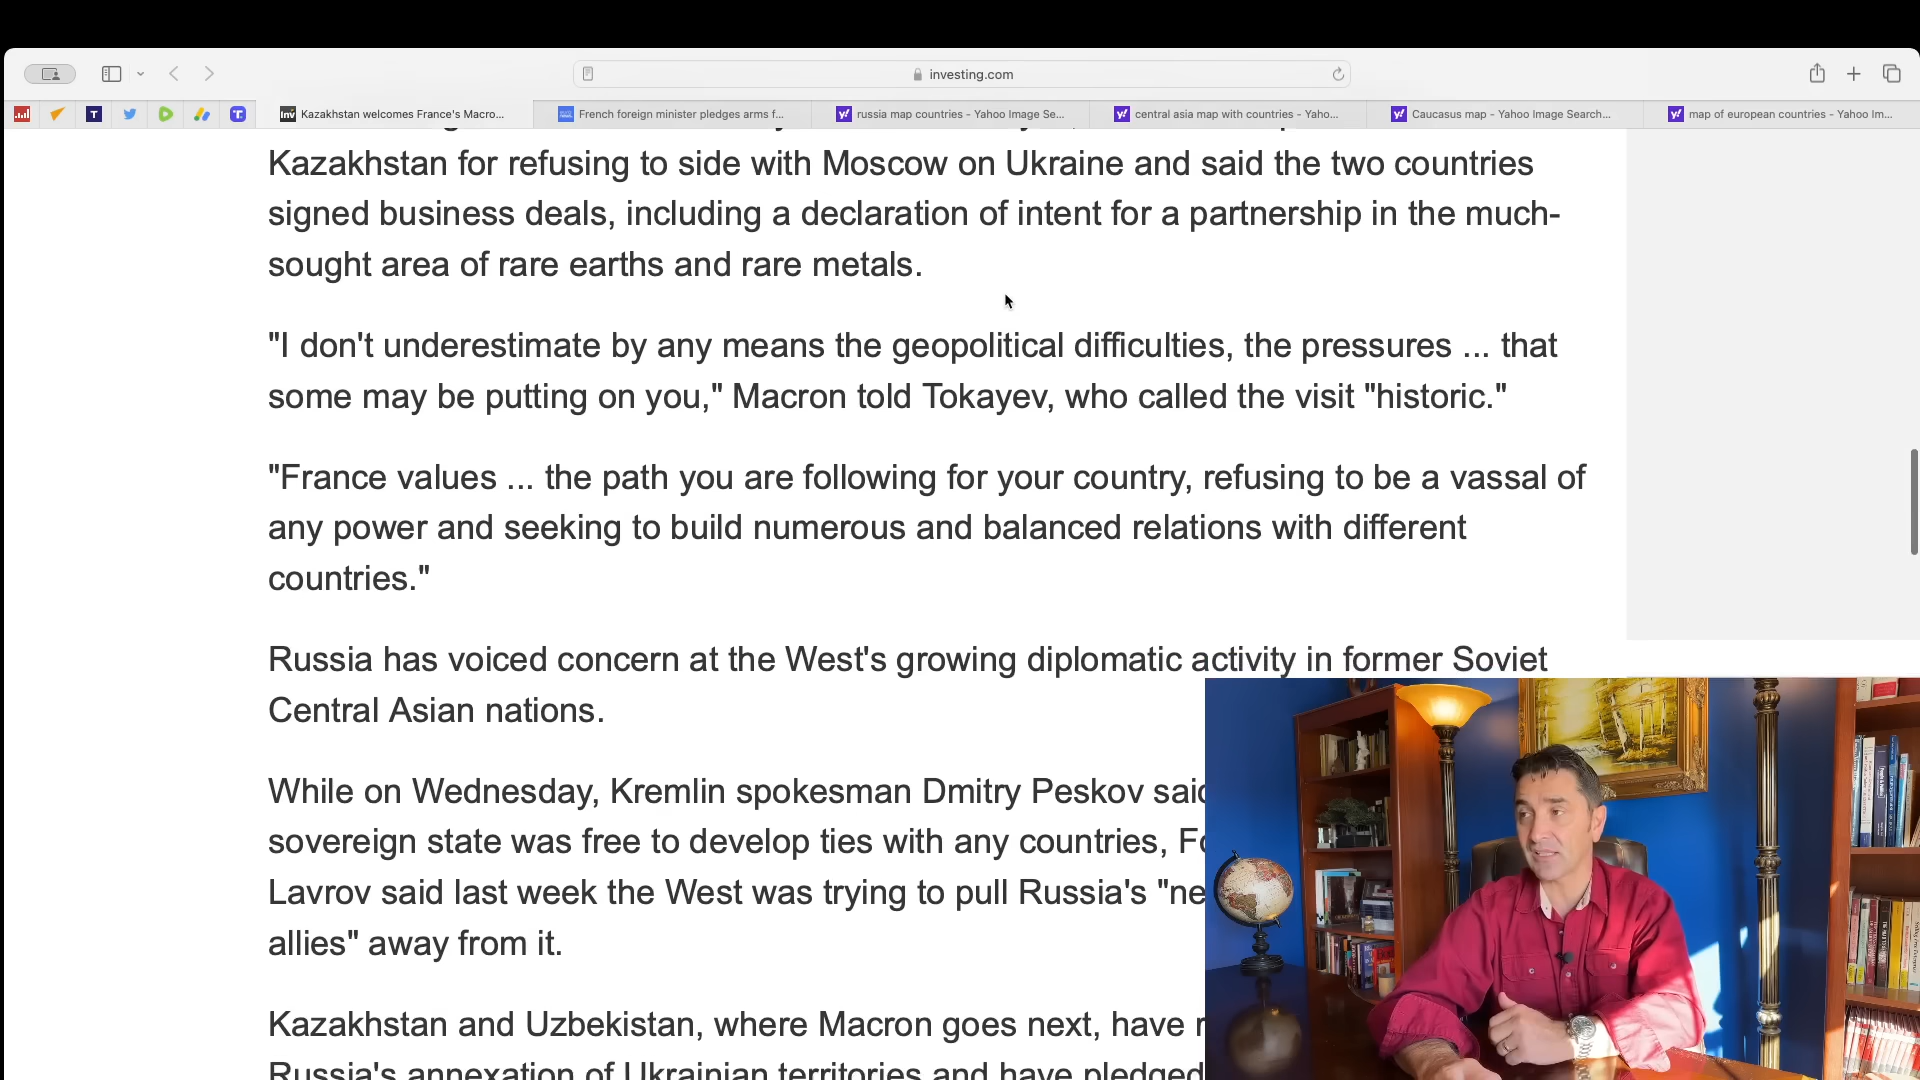 investing.com
Kazakhstan welcomes France's Macro...
French foreign minister pledges arms f...
russia map countries - Yahoo Image Se...
central asia map with countries - Yaho...
Caucasus map - Yahoo Image Search...
map of european countries - Yahoo Im...
Kazakhstan for refusing to side with Moscow on Ukraine and said the two countries
signed business deals, including a declaration of intent for a partnership in the much-
sought area of rare earths and rare metals.
"I don't underestimate by any means the geopolitical difficulties, the pressures ... that
some may be putting on you," Macron told Tokayev, who called the visit "historic."
"France values ... the path you are following for your country, refusing to be a vassal of
any power and seeking to build numerous and balanced relations with different
countries."
Russia has voiced concern at the West's growing diplomatic activity in former Soviet
Central Asian nations.
While on Wednesday, Kremlin spokesman Dmitry Peskov said
sovereign state was free to develop ties with any countries,
Lavrov said last week the West was trying to pull Russia's
allies" away from it.
Kazakhstan and Uzbekistan, where Macron goes next, have
Russia's annexation of Ukrainian territories and have pledged